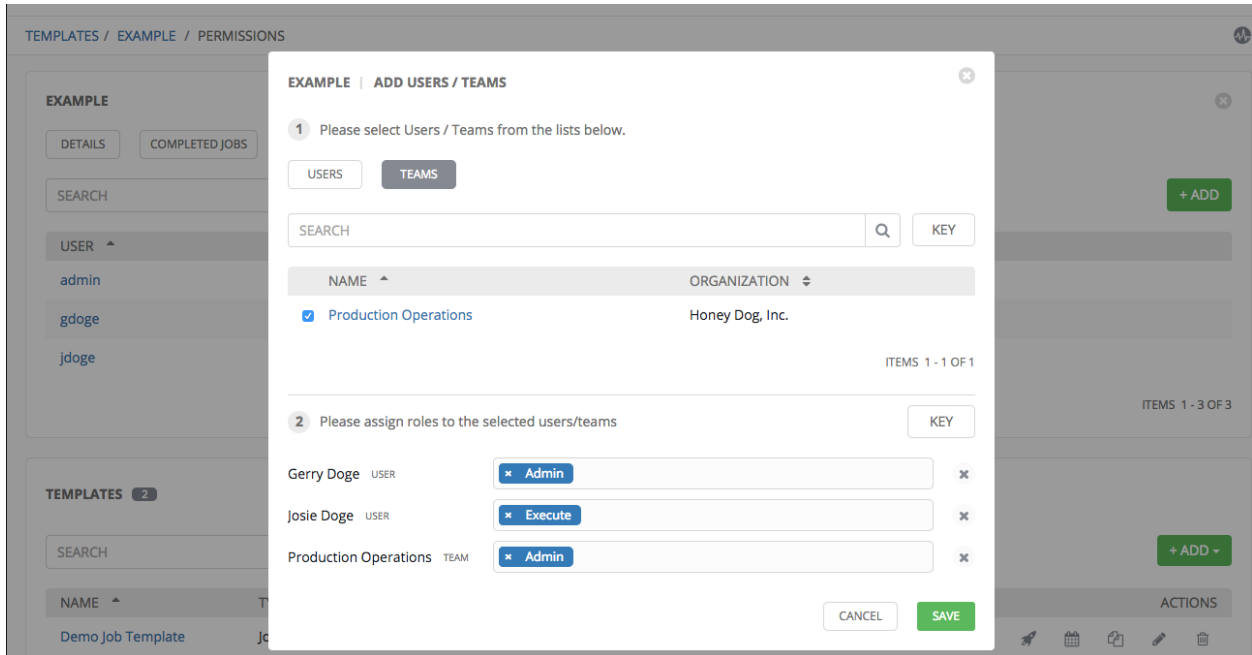 TEMPLATES / EXAMPLE / PERMISSIONS
EXAMPLE
DETAILS COMPLETED JOBS
SEARCH
+ ADD
USER
admin
gdoge
jdoge
ITEMS 1 - 3 OF 3
EXAMPLE | ADD USERS / TEAMS
1 Please select Users / Teams from the lists below.
USERS TEAMS
SEARCH KEY
NAME ORGANIZATION
Production Operations Honey Dog, Inc.
ITEMS 1 - 1 OF 1
2 Please assign roles to the selected users/teams KEY
Gerry Doge USER × Admin
Josie Doge USER × Execute
Production Operations TEAM × Admin
CANCEL SAVE
TEMPLATES 2
SEARCH
+ ADD
NAME ACTIONS
Demo Job Template